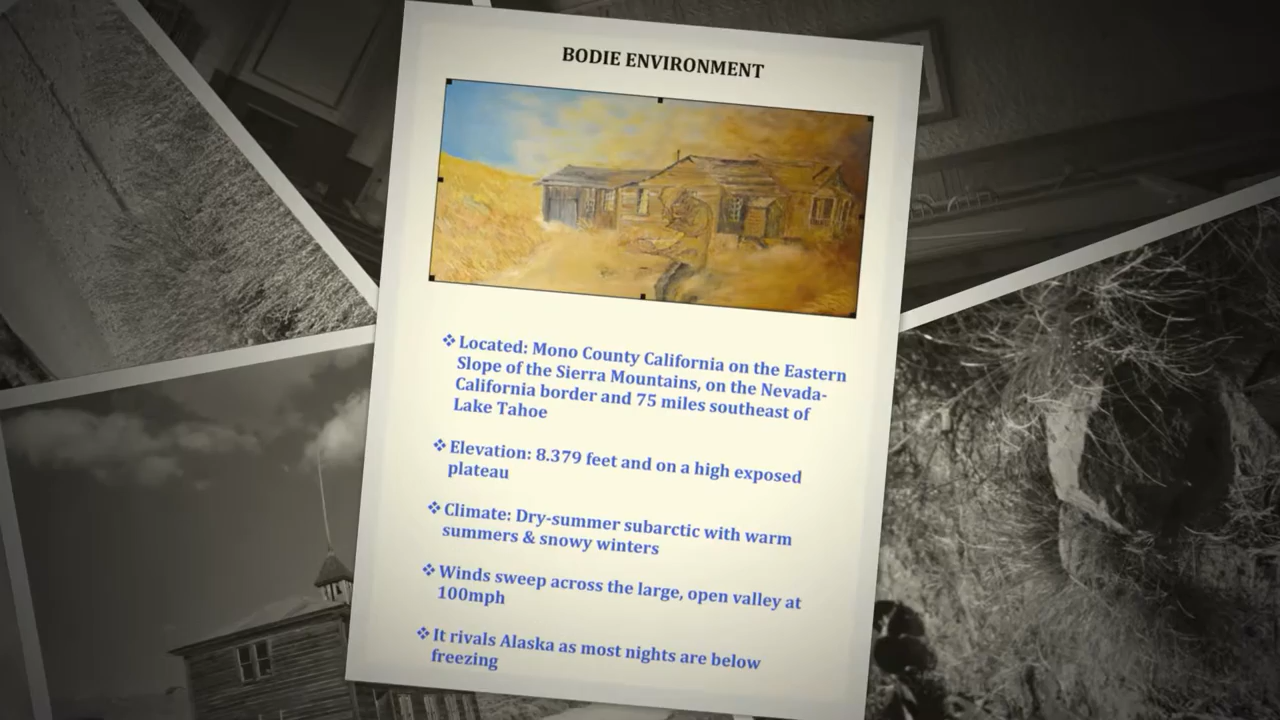 BODIE ENVIRONMENT
❖ Located: Mono County California on the Eastern
Slope of the Sierra Mountains, on the Nevada-
California border and 75 miles southeast of
Lake Tahoe
❖ Elevation: 8.379 feet and on a high exposed
plateau
❖ Climate: Dry-summer subarctic with warm
summers & snowy winters
❖ Winds sweep across the large, open valley at
100mph
❖ It rivals Alaska as most nights are below
freezing